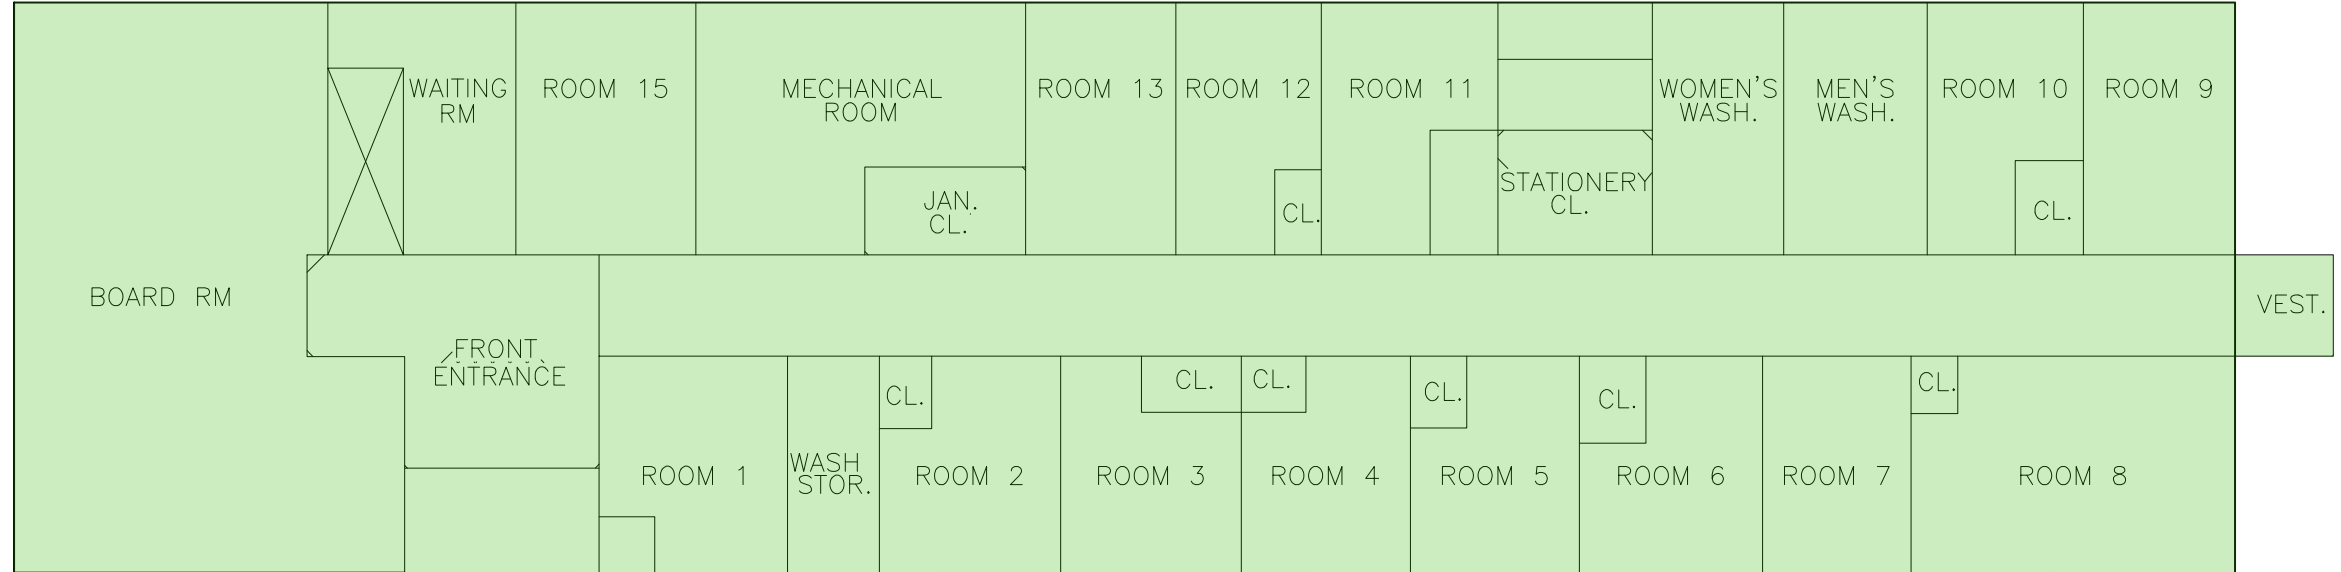 WAITING
RM
ROOM 15
MECHANICAL
ROOM
ROOM 13
ROOM 12
ROOM 11
WOMEN'S
WASH.
MEN'S
WASH.
ROOM 10
ROOM 9
JAN.
CL.
CL.
STATIONERY
CL.
CL.
BOARD RM
VEST.
FRONT
ENTRANCE
CL.
CL.
CL.
CL.
CL.
CL.
ROOM 1
WASH
STOR.
ROOM 2
ROOM 3
ROOM 4
ROOM 5
ROOM 6
ROOM 7
ROOM 8